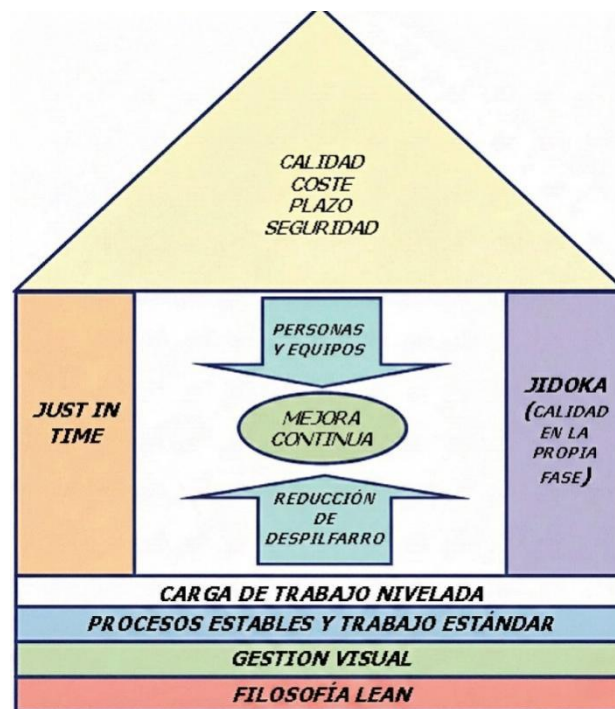 CALIDAD
COSTE
PLAZO
SEGURIDAD
JUST IN
TIME
PERSONAS
Y EQUIPOS
MEJORA
CONTINUA
REDUCCIÓN
DE
DESPILFARRO
JIDOKA
(CALIDAD
EN LA
PROPIA
FASE)
CARGA DE TRABAJO NIVELADA
PROCESOS ESTABLES Y TRABAJO ESTÁNDAR
GESTION VISUAL
FILOSOFÍA LEAN